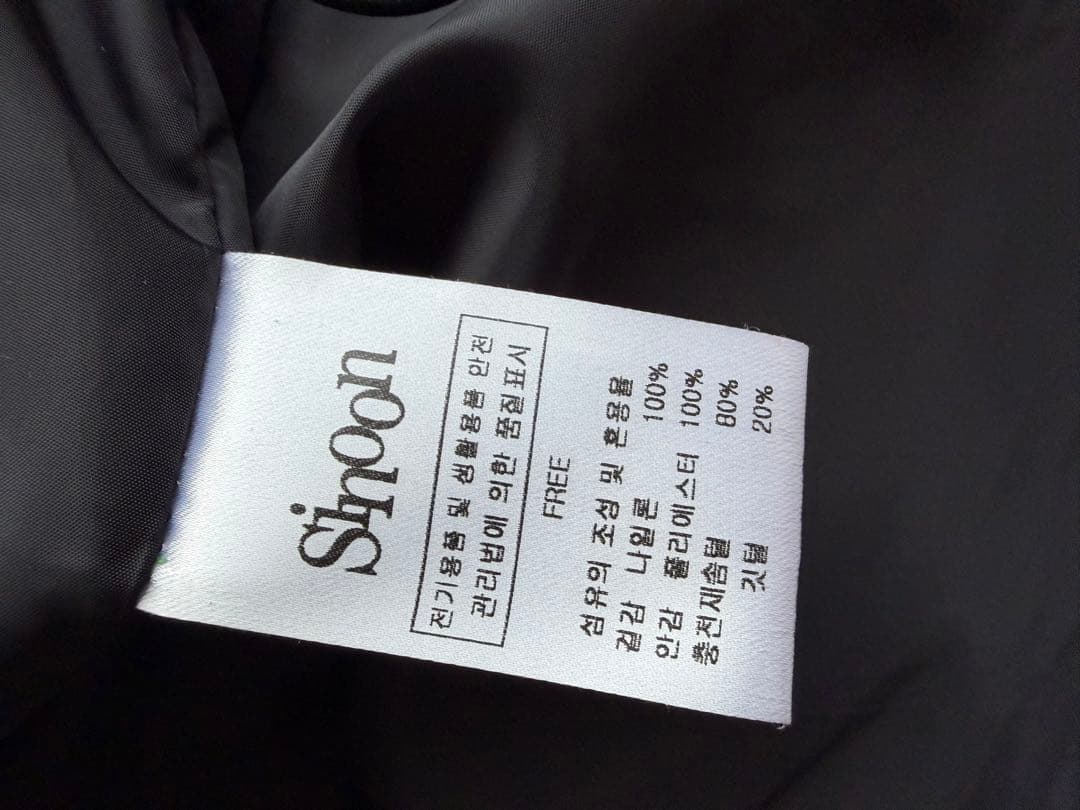 Sinoon
전기용품 및 생활용품 안전
관리법에 의한 품질표시
FREE
섬유의 조성 및 혼용율
겉감 나일론 100%
안감 폴리에스터 100%
충전재솜털 80%
깃털 20%